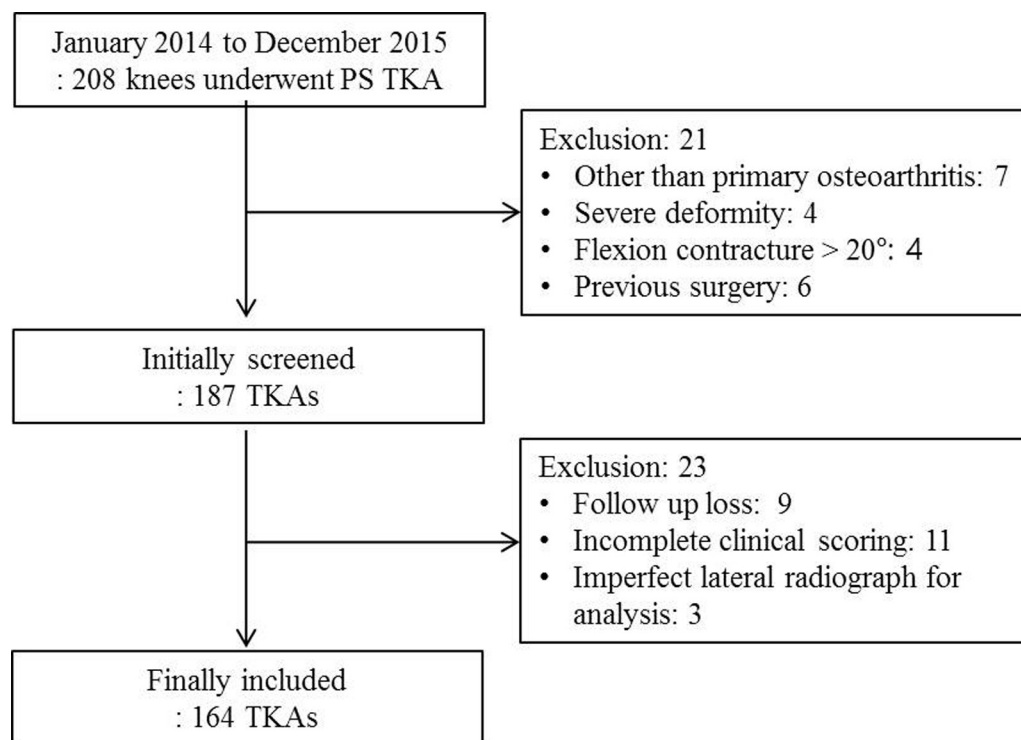 January 2014 to December 2015
: 208 knees underwent PS TKA
Exclusion: 21
• Other than primary osteoarthritis: 7
• Severe deformity: 4
• Flexion contracture > 20°: 4
• Previous surgery: 6
Initially screened
: 187 TKAs
Exclusion: 23
• Follow up loss: 9
• Incomplete clinical scoring: 11
• Imperfect lateral radiograph for
analysis: 3
Finally included
: 164 TKAs